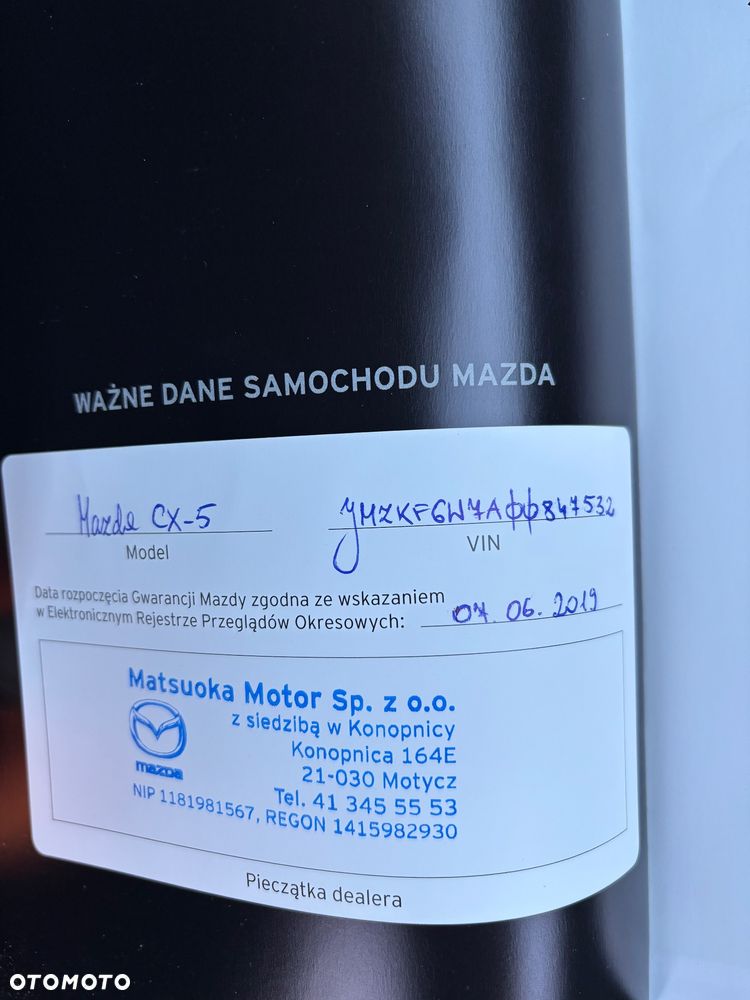 WAŻNE DANE SAMOCHODU MAZDA
Mazda CX-5
Model
JMZKFGW7A00847532
VIN
Data rozpoczęcia Gwarancji Mazdy zgodna ze wskazaniem
w Elektronicznym Rejestrze Przeglądów Okresowych:
07.06.2019
Matsuoka Motor Sp. z o.o.
z siedzibą w Konopnicy
Konopnica 164E
21-030 Motycz
Tel. 41 345 55 53
NIP 1181981567, REGON 1415982930
mazda
Pieczątka dealera
OTOMOTO